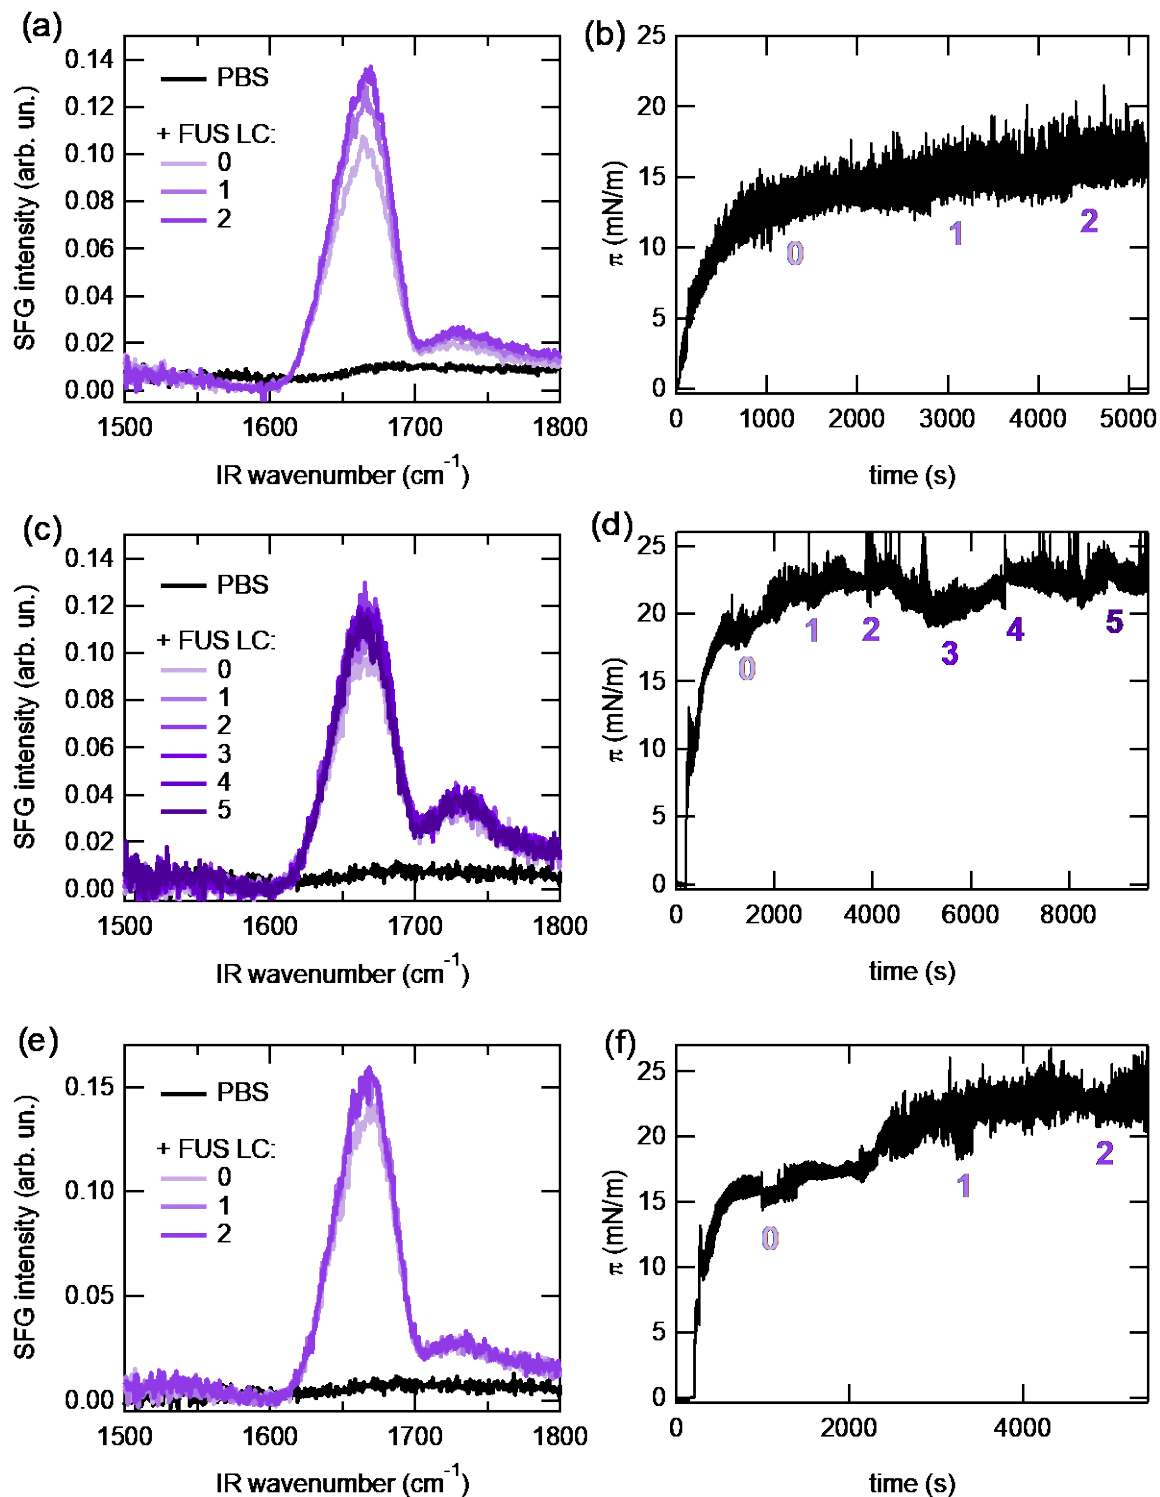 (a)
SFG intensity (arb. un.)
0.14
0.12
0.10
0.08
0.06
0.04
0.02
0.00
PBS
+ FUS LC:
0
1
2
1500 1600 1700 1800
IR wavenumber (cm⁻¹)
(b)
π (mN/m)
25
20
15
10
5
0
0 1 2
0 1000 2000 3000 4000 5000
time (s)
(c)
SFG intensity (arb. un.)
0.14
0.12
0.10
0.08
0.06
0.04
0.02
0.00
PBS
+ FUS LC:
0
1
2
3
4
5
1500 1600 1700 1800
IR wavenumber (cm⁻¹)
(d)
π (mN/m)
25
20
15
10
5
0
0 1 2 3 4 5
0 2000 4000 6000 8000
time (s)
(e)
SFG intensity (arb. un.)
0.15
0.10
0.05
0.00
PBS
+ FUS LC:
0
1
2
1500 1600 1700 1800
IR wavenumber (cm⁻¹)
(f)
π (mN/m)
25
20
15
10
5
0
0 1 2
0 2000 4000
time (s)